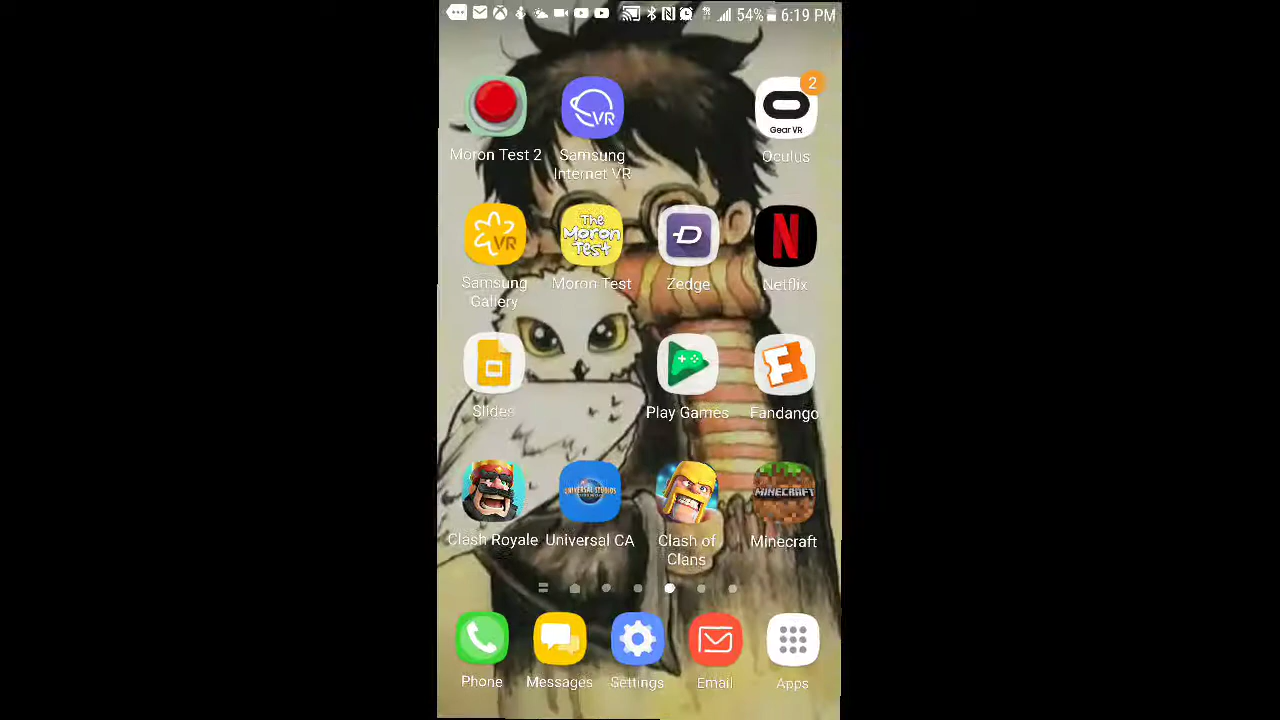 54% 6:19 PM
2
VR
Gear VR
Moron Test 2
Samsung
Internet VR
Oculus
VR
The
Moron
Test
N
Samsung
Gallery
Moron Test
Zedge
Netflix
F
Slides
Play Games
Fandango
UNIVERSAL STUDIOS
MINECRAFT
Clash Royale
Universal CA
Clash of
Clans
Minecraft
Phone
Messages
Settings
Email
Apps